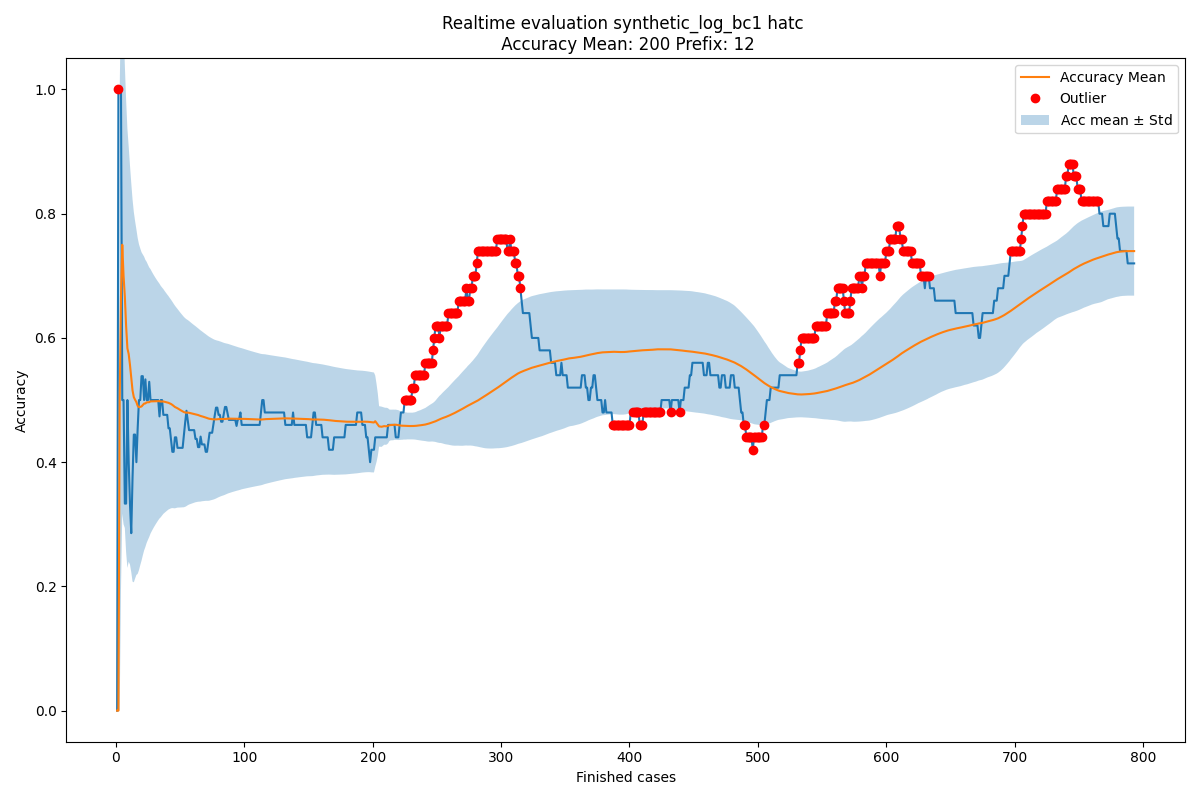 Realtime evaluation synthetic_log_bc1 hatc
Accuracy Mean: 200 Prefix: 12
Accuracy Mean
Outlier
Acc mean ± Std
Accuracy
1.0
0.8
0.6
0.4
0.2
0.0
0 100 200 300 400 500 600 700 800
Finished cases